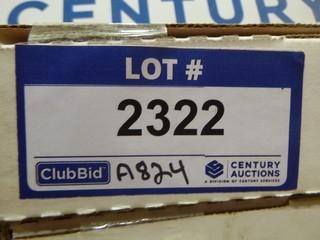 CENTURY
LOT #
2322
ClubBid
A824
CENTURY
AUCTIONS
A DIVISION OF CENTURY SERVICES